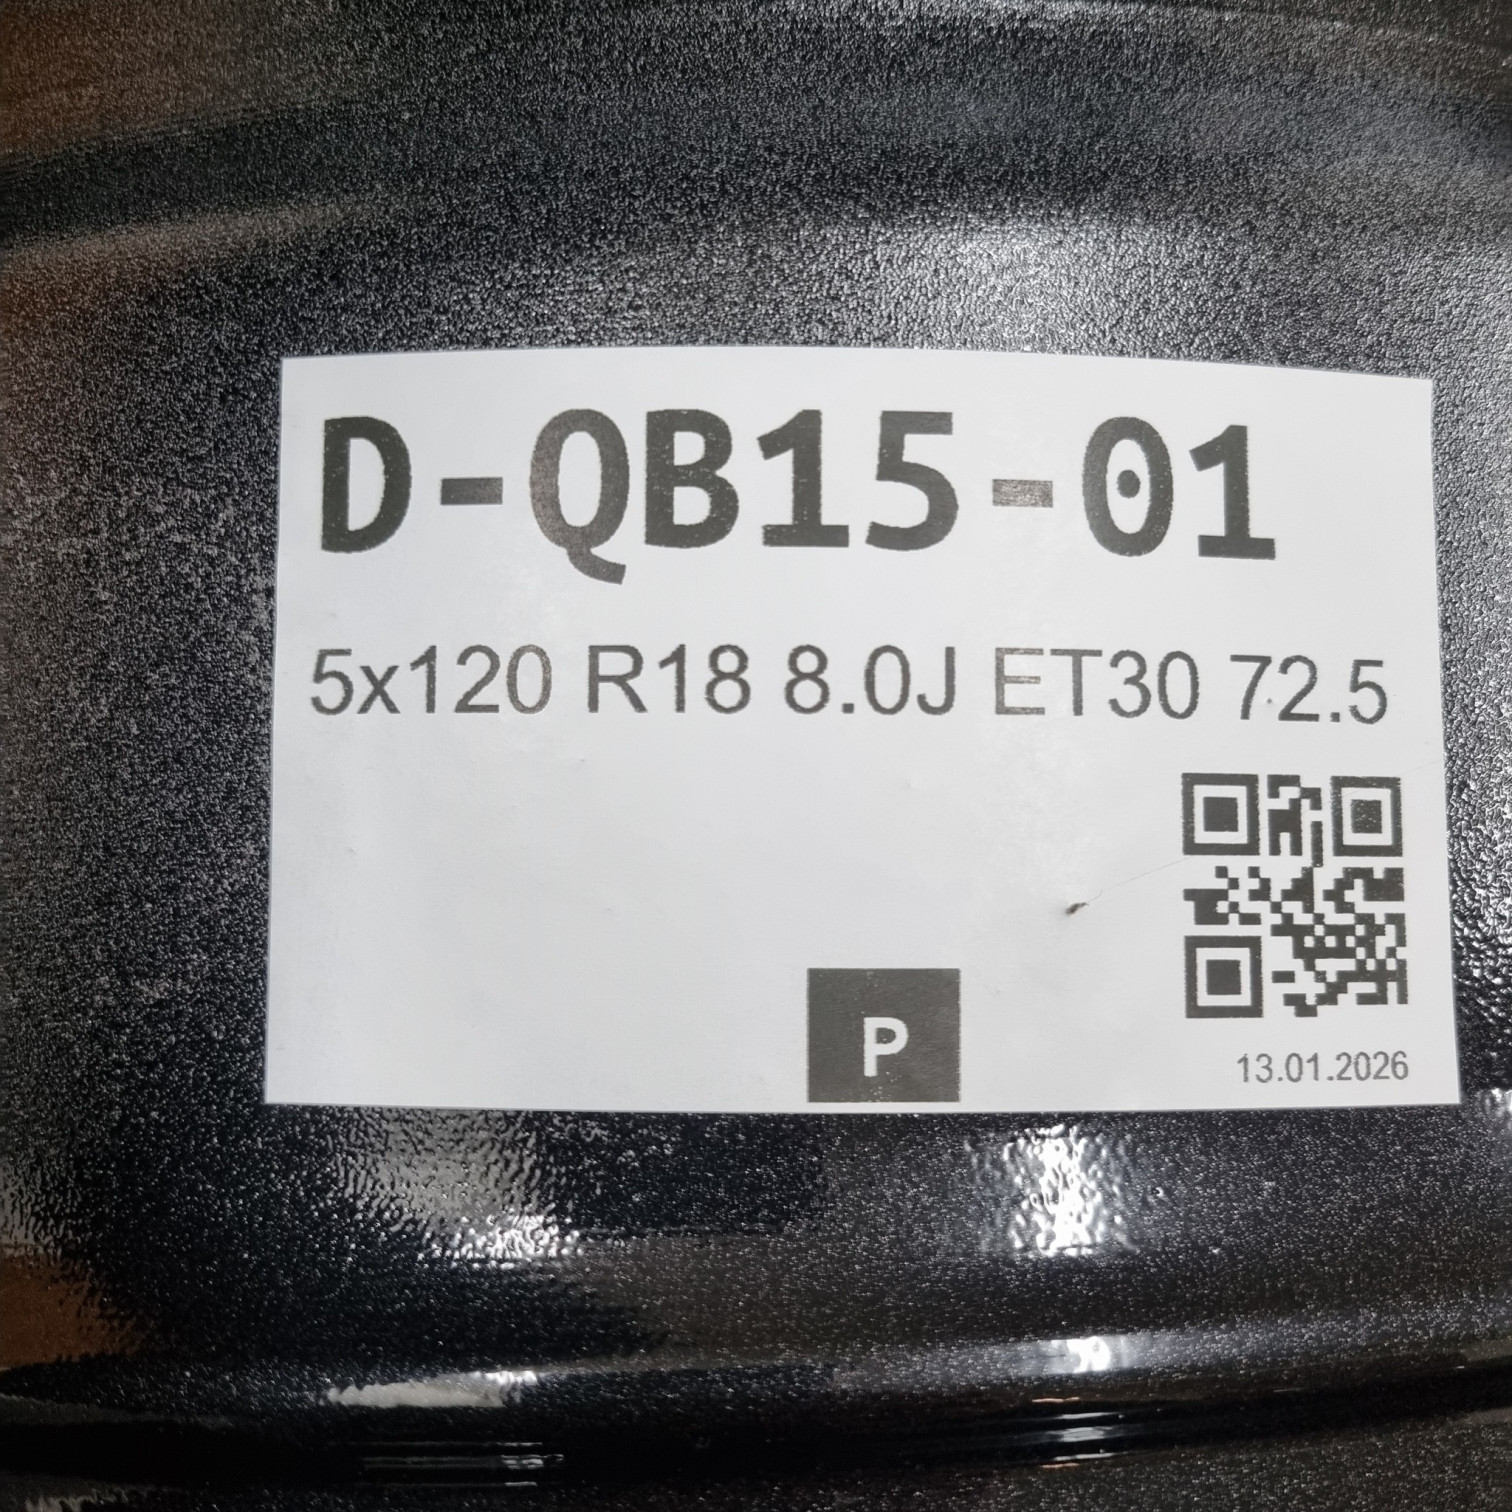 D-QB15-01
5x120 R18 8.0J ET30 72.5
P
13.01.2026